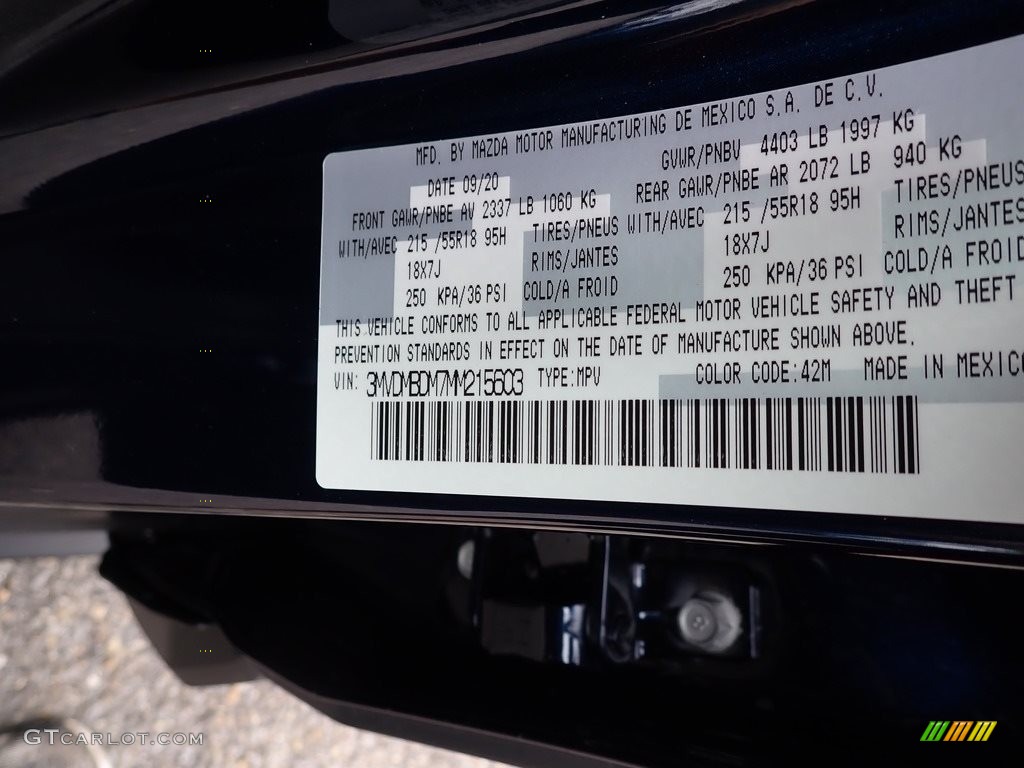 MFD. BY MAZDA MOTOR MANUFACTURING DE MEXICO S.A. DE C.V.
DATE 09/20 GVWR/PNBV 4403 LB 1997 KG
FRONT GAWR/PNBE AV 2337 LB 1060 KG REAR GAWR/PNBE AR 2072 LB 940 KG
WITH/AVEC 215 /55R18 95H TIRES/PNEUS WITH/AVEC 215 /55R18 95H TIRES/PNEUS
18X7J RIMS/JANTES 18X7J RIMS/JANTES
250 KPA/36 PSI COLD/A FROID 250 KPA/36 PSI COLD/A FROID
THIS VEHICLE CONFORMS TO ALL APPLICABLE FEDERAL MOTOR VEHICLE SAFETY AND THEFT
PREVENTION STANDARDS IN EFFECT ON THE DATE OF MANUFACTURE SHOWN ABOVE.
VIN: 3MVDMBDM7MM215603 TYPE:MPV COLOR CODE:42M MADE IN MEXICO
GTCARLOT.COM